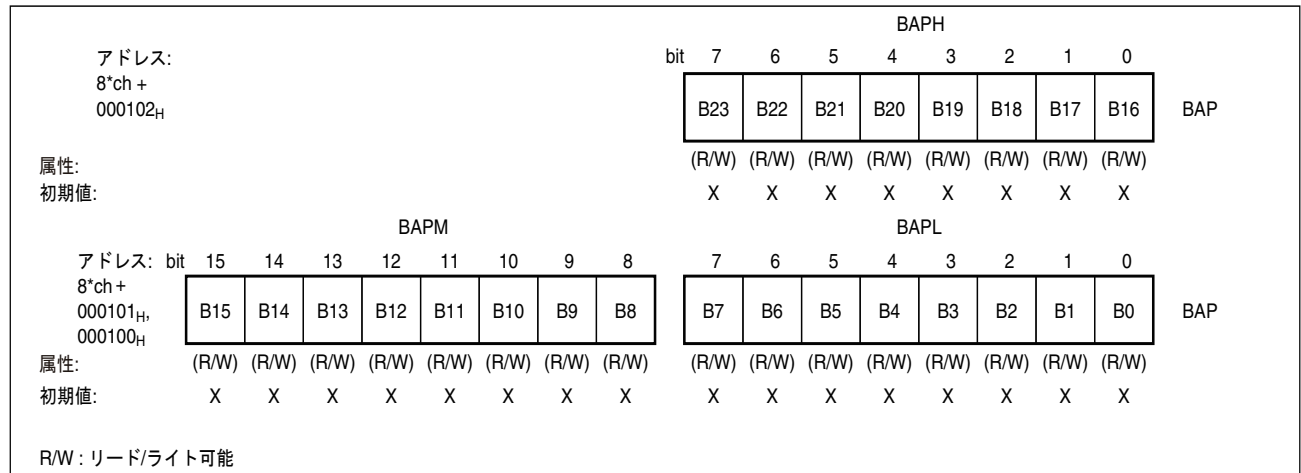 BAPH
アドレス: bit 7 6 5 4 3 2 1 0
8*ch +
000102H
B23 B22 B21 B20 B19 B18 B17 B16 BAP
属性: (R/W) (R/W) (R/W) (R/W) (R/W) (R/W) (R/W) (R/W)
初期値: X X X X X X X X
BAPM BAPL
アドレス: bit 15 14 13 12 11 10 9 8 7 6 5 4 3 2 1 0
8*ch +
000101H,
000100H
B15 B14 B13 B12 B11 B10 B9 B8 B7 B6 B5 B4 B3 B2 B1 B0 BAP
属性: (R/W) (R/W) (R/W) (R/W) (R/W) (R/W) (R/W) (R/W) (R/W) (R/W) (R/W) (R/W) (R/W) (R/W) (R/W) (R/W)
初期値: X X X X X X X X X X X X X X X X
R/W : リード/ライト可能